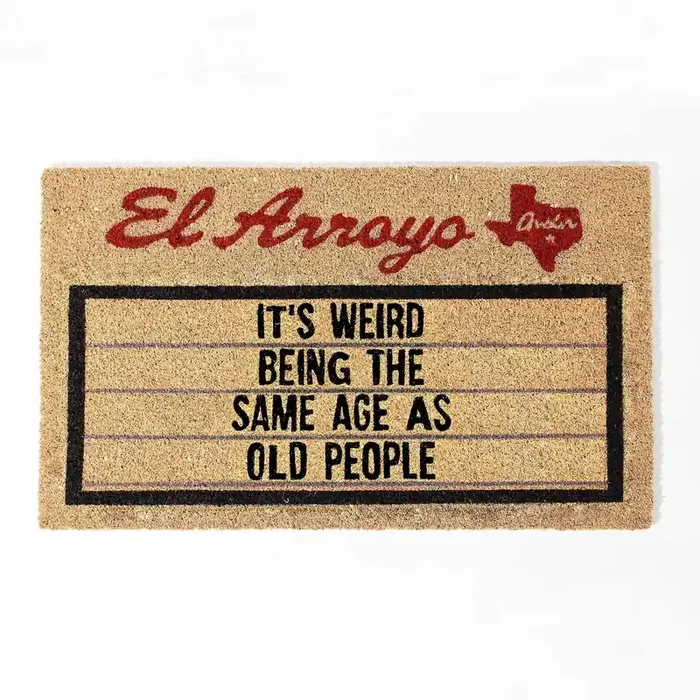 El Arroyo
Austin
IT'S WEIRD
BEING THE
SAME AGE AS
OLD PEOPLE